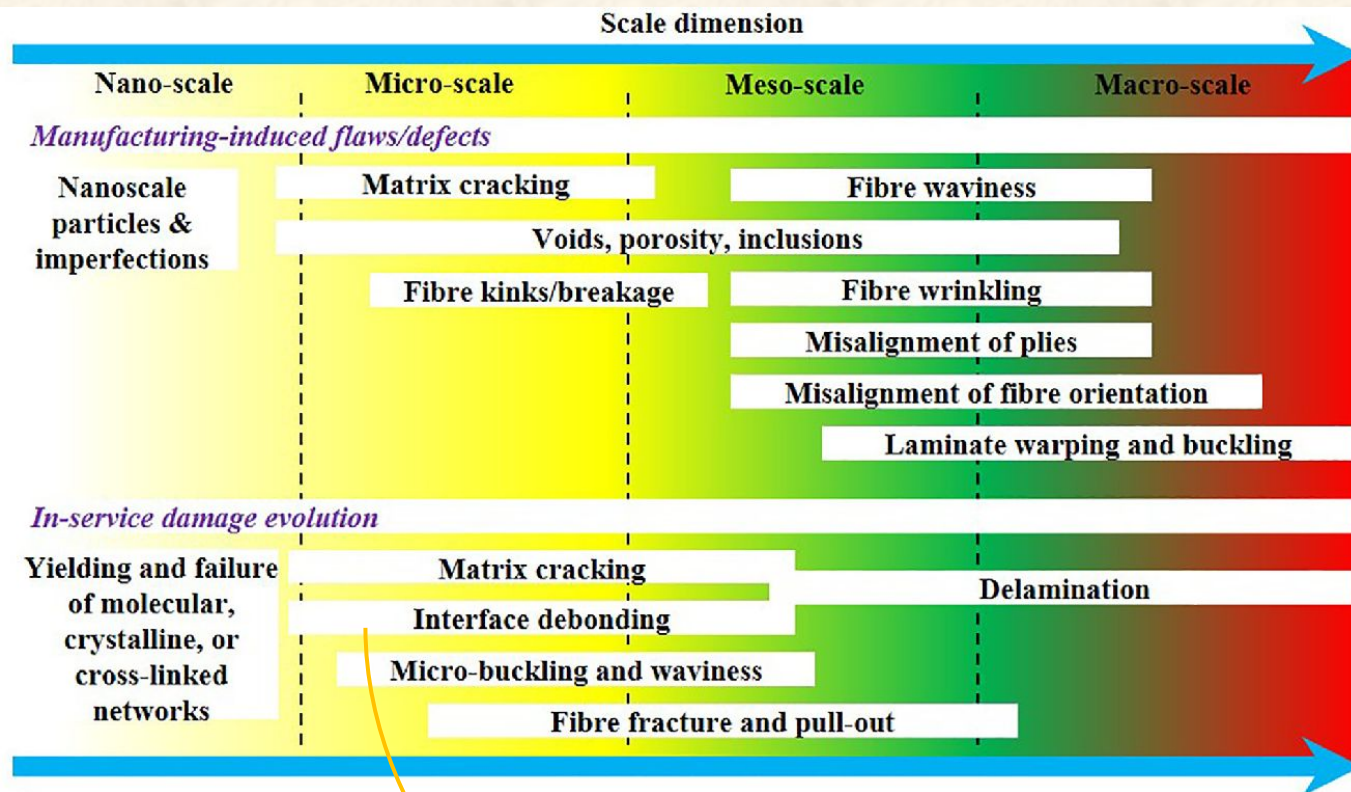 Scale dimension
Nano-scale Micro-scale Meso-scale Macro-scale
Manufacturing-induced flaws/defects
Nanoscale
particles &
imperfections
Matrix cracking
Fibre waviness
Voids, porosity, inclusions
Fibre kinks/breakage
Fibre wrinkling
Misalignment of plies
Misalignment of fibre orientation
Laminate warping and buckling
In-service damage evolution
Yielding and failure
of molecular,
crystalline, or
cross-linked
networks
Matrix cracking
Delamination
Interface debonding
Micro-buckling and waviness
Fibre fracture and pull-out